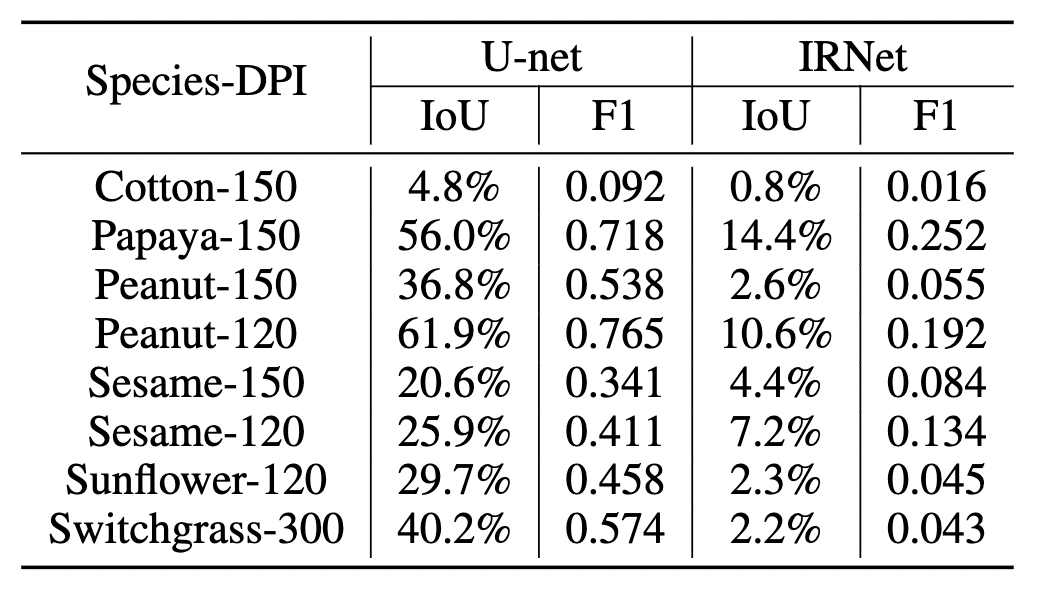 Species-DPI U-net IRNet
IoU F1 IoU F1
Cotton-150 4.8% 0.092 0.8% 0.016
Papaya-150 56.0% 0.718 14.4% 0.252
Peanut-150 36.8% 0.538 2.6% 0.055
Peanut-120 61.9% 0.765 10.6% 0.192
Sesame-150 20.6% 0.341 4.4% 0.084
Sesame-120 25.9% 0.411 7.2% 0.134
Sunflower-120 29.7% 0.458 2.3% 0.045
Switchgrass-300 40.2% 0.574 2.2% 0.043